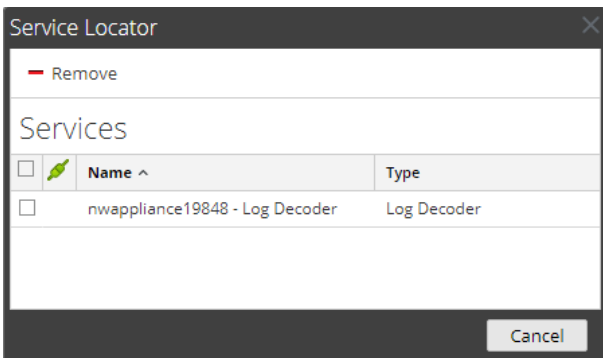 Service Locator
Remove
Services
Name Type
nwappliance19848 - Log Decoder Log Decoder
Cancel